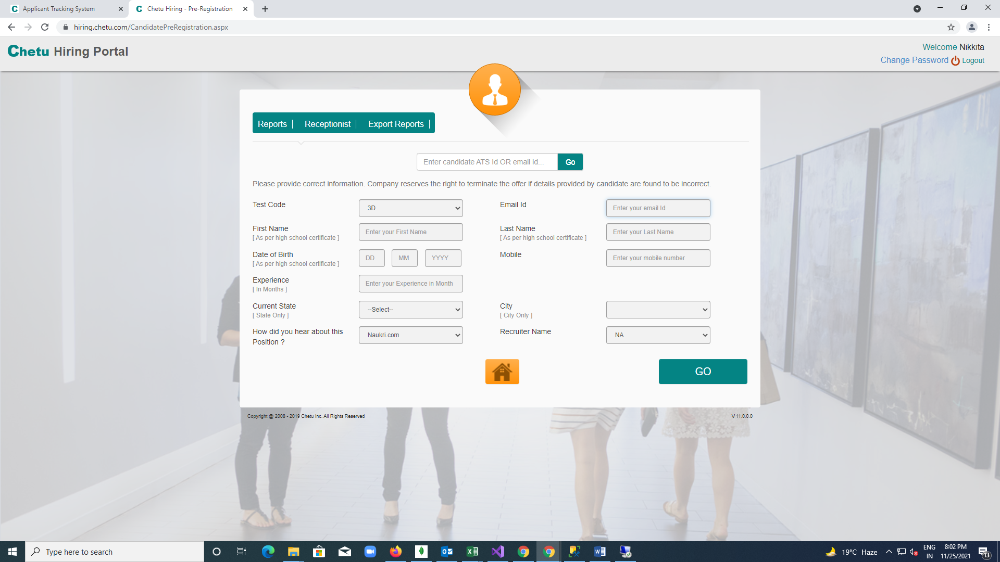 Applicant Tracking System
Chetu Hiring - Pre-Registration
hiring.chetu.com/CandidatePreRegistration.aspx
Chetu Hiring Portal
Welcome Nikkita
Change Password Logout
Reports Receptionist Export Reports
Enter candidate ATS Id OR email id... Go
Please provide correct information. Company reserves the right to terminate the offer if details provided by candidate are found to be incorrect.
Test Code 3D Email Id Enter your email Id
First Name Enter your First Name Last Name Enter your Last Name
[ As per high school certificate ] [ As per high school certificate ]
Date of Birth DD MM YYYY Mobile Enter your mobile number
[ As per high school certificate ]
Experience Enter your Experience in Month
[ In Months ]
Current State --Select-- City
[ State Only ] [ City Only ]
How did you hear about this Naukri.com Recruiter Name NA
Position ?
GO
Copyright @ 2008 - 2019 Chetu Inc. All Rights Reserved V 11.0.0.0
Type here to search
19°C Haze
ENG
IN
8:02 PM
11/25/2021
13